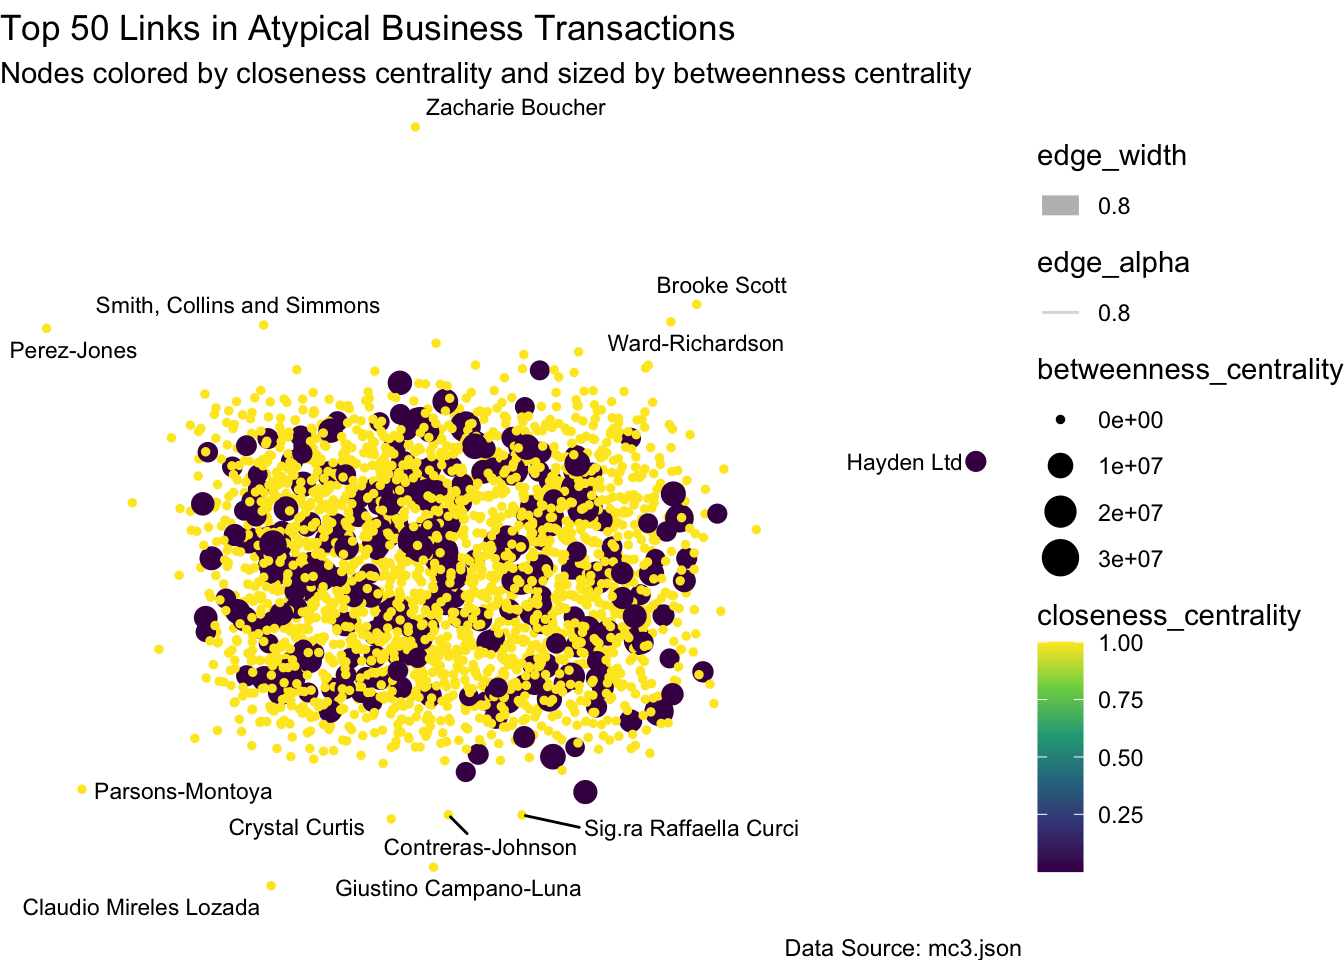 Top 50 Links in Atypical Business Transactions
Nodes colored by closeness centrality and sized by betweenness centrality
Zacharie Boucher
Brooke Scott
Smith, Collins and Simmons
Ward-Richardson
Perez-Jones
Hayden Ltd
Parsons-Montoya
Crystal Curtis
Sig.ra Raffaella Curci
Contreras-Johnson
Giustino Campano-Luna
Claudio Mireles Lozada
edge_width
0.8
edge_alpha
0.8
betweenness_centrality
0e+00
1e+07
2e+07
3e+07
closeness_centrality
1.00
0.75
0.50
0.25
Data Source: mc3.json